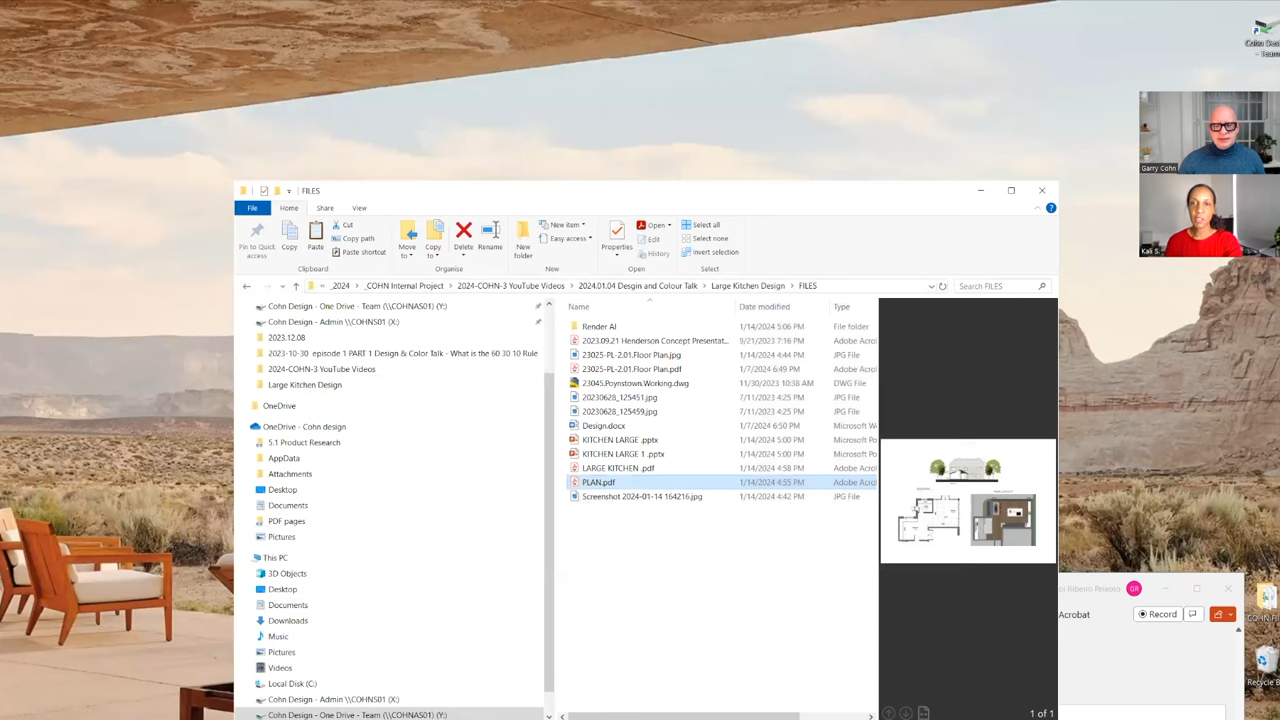 Cohn Des
- Team
Garry Cohn
Kali S.
FILES
File
Home
Share
View
Pin to Quick access
Copy
Paste
Cut
Copy path
Paste shortcut
Clipboard
Move to
Copy to
Delete
Rename
Organise
New folder
New item
Easy access
New
Properties
Open
Edit
History
Open
Select all
Select none
Invert selection
Select
« _2024 > _COHN Internal Project > 2024-COHN-3 YouTube Videos > 2024.01.04 Desgin and Colour Talk > Large Kitchen Design > FILES
Search FILES
Cohn Design - One Drive - Team (\\COHNAS01) (Y:)
Cohn Design - Admin (\\COHNS01) (X:)
2023.12.08
2023-10-30 episode 1 PART 1 Design & Color Talk - What is the 60 30 10 Rule
2024-COHN-3 YouTube Videos
Large Kitchen Design
OneDrive
OneDrive - Cohn design
5.1 Product Research
AppData
Attachments
Desktop
Documents
PDF pages
Pictures
This PC
3D Objects
Desktop
Documents
Downloads
Music
Pictures
Videos
Local Disk (C:)
Cohn Design - Admin (\\COHNS01) (X:)
Cohn Design - One Drive - Team (\\COHNAS01) (Y:)
Name Date modified Type
Render AI 1/14/2024 5:06 PM File folder
2023.09.21 Henderson Concept Presentat... 9/21/2023 7:16 PM Adobe Acro
23025-PL-2.01.Floor Plan.jpg 1/14/2024 4:44 PM JPG File
23025-PL-2.01.Floor Plan.pdf 1/7/2024 6:49 PM Adobe Acro
23045.Poynstown.Working.dwg 11/30/2023 10:38 AM DWG File
20230628_125451.jpg 7/11/2023 4:25 PM JPG File
20230628_125459.jpg 7/11/2023 4:25 PM JPG File
Design.docx 1/7/2024 6:50 PM Microsoft W
KITCHEN LARGE .pptx 1/14/2024 5:00 PM Microsoft P
KITCHEN LARGE 1 .pptx 1/14/2024 5:00 PM Microsoft P
LARGE KITCHEN .pdf 1/14/2024 4:58 PM Adobe Acro
PLAN.pdf 1/14/2024 4:55 PM Adobe Acro
Screenshot 2024-01-14 164216.jpg 1/14/2024 4:42 PM JPG File
1 of 1
bi Ribeiro Peixoto GR
Acrobat
Record
COHN FI
Recycle B